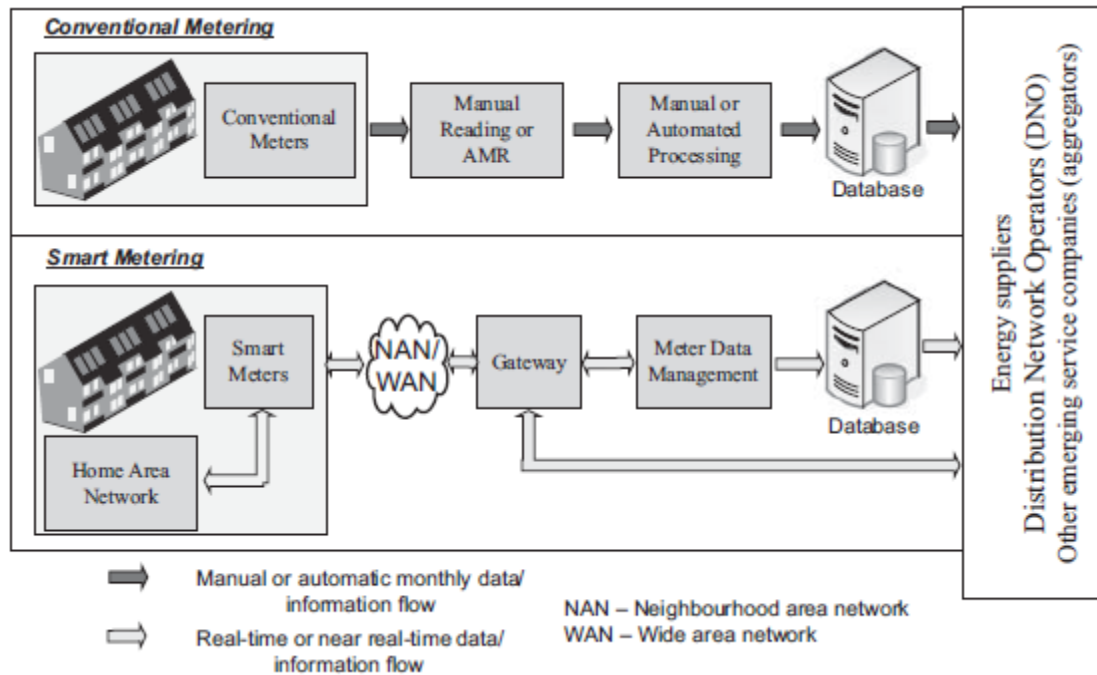 Conventional Metering
Conventional
Meters
Manual
Reading or
AMR
Manual or
Automated
Processing
Database
Smart Metering
Smart
Meters
Home Area
Network
NAN/
WAN
Gateway
Meter Data
Management
Database
Energy suppliers
Distribution Network Operators (DNO)
Other emerging service companies (aggregators)
Manual or automatic monthly data/
information flow
Real-time or near real-time data/
information flow
NAN – Neighbourhood area network
WAN – Wide area network